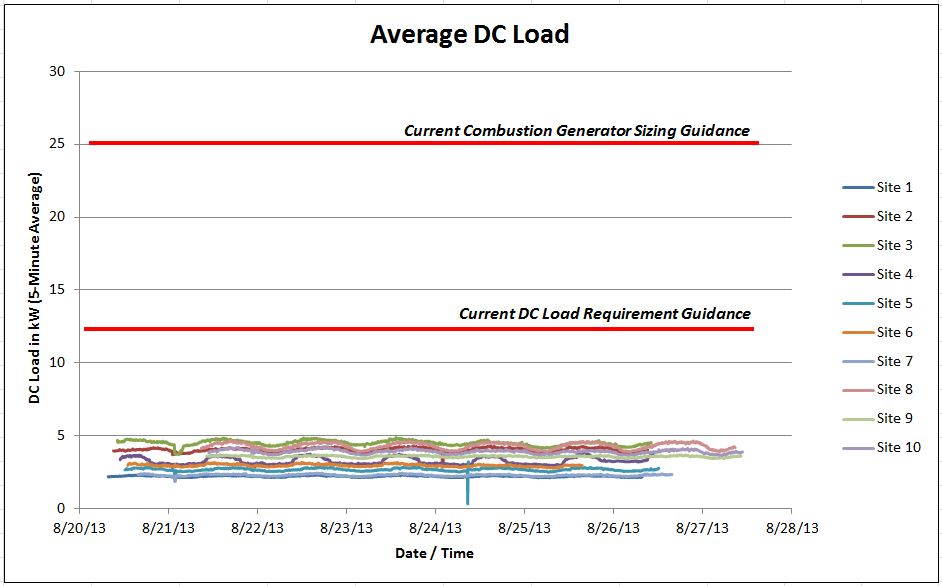 Average DC Load
30
25
20
15
10
5
0
DC Load in kW (5-Minute Average)
Current Combustion Generator Sizing Guidance
Current DC Load Requirement Guidance
8/20/13 8/21/13 8/22/13 8/23/13 8/24/13 8/25/13 8/26/13 8/27/13 8/28/13
Date / Time
Site 1
Site 2
Site 3
Site 4
Site 5
Site 6
Site 7
Site 8
Site 9
Site 10